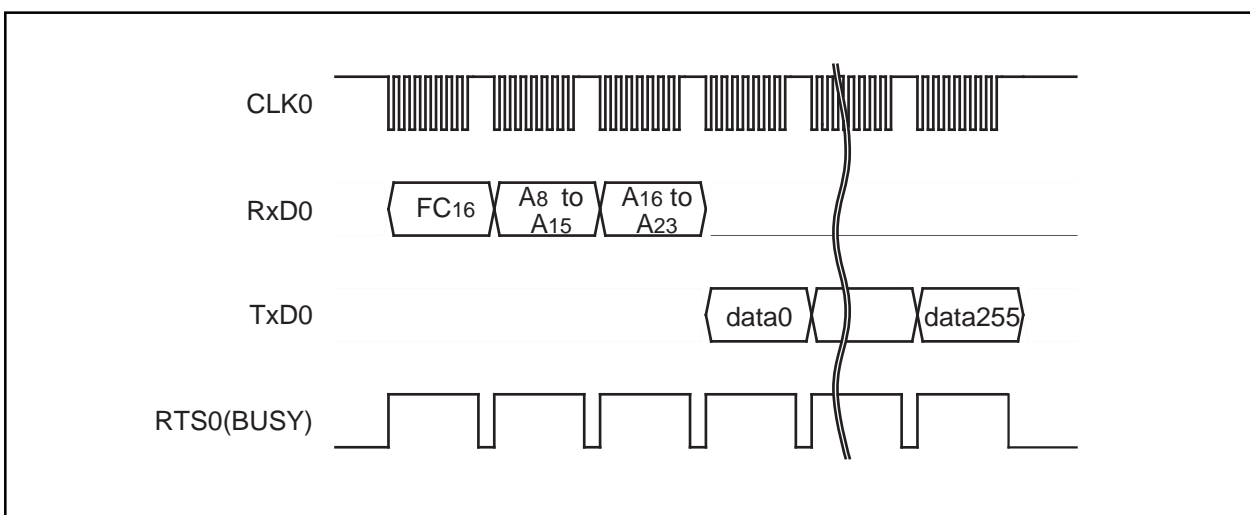 CLK0
RxD0
FC16
A8 to
A15
A16 to
A23
TxD0
data0
data255
RTS0(BUSY)